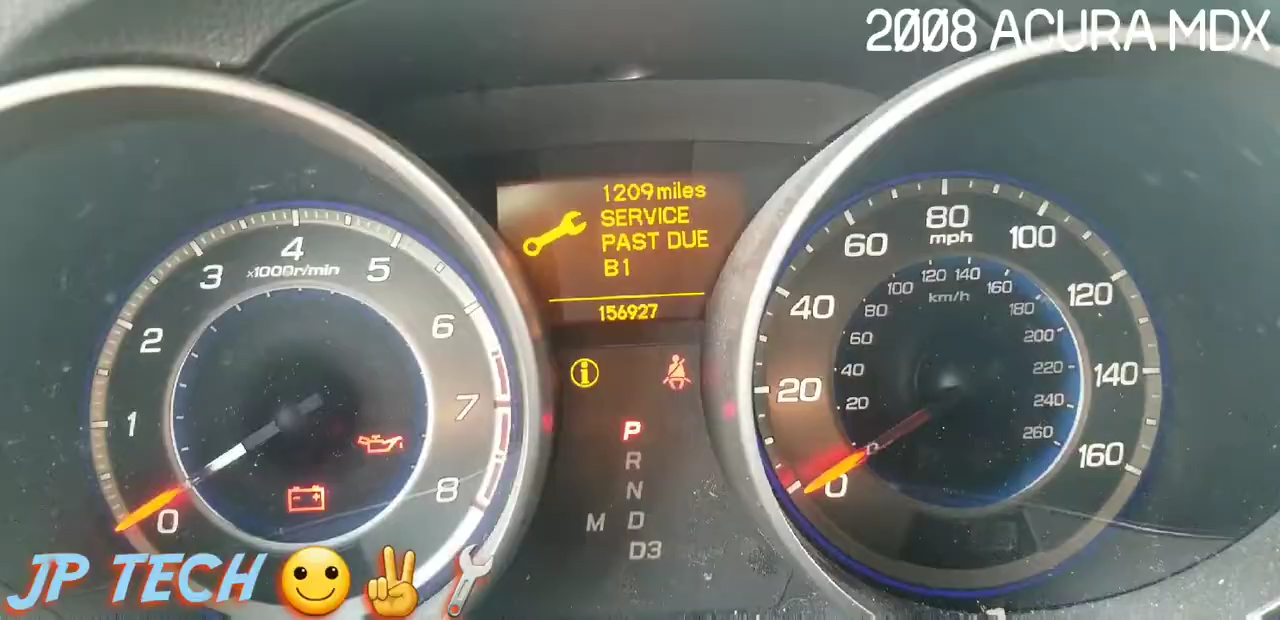 2008 ACURA MDX
1209 miles
SERVICE
PAST DUE
B1
156927
0
1
2
3
4
5
6
7
8
x1000r/min
0
20
40
60
80
100
120
140
160
mph
20
40
60
80
100
120
140
160
180
200
220
240
260
km/h
P
R
N
M D
D3
JP TECH